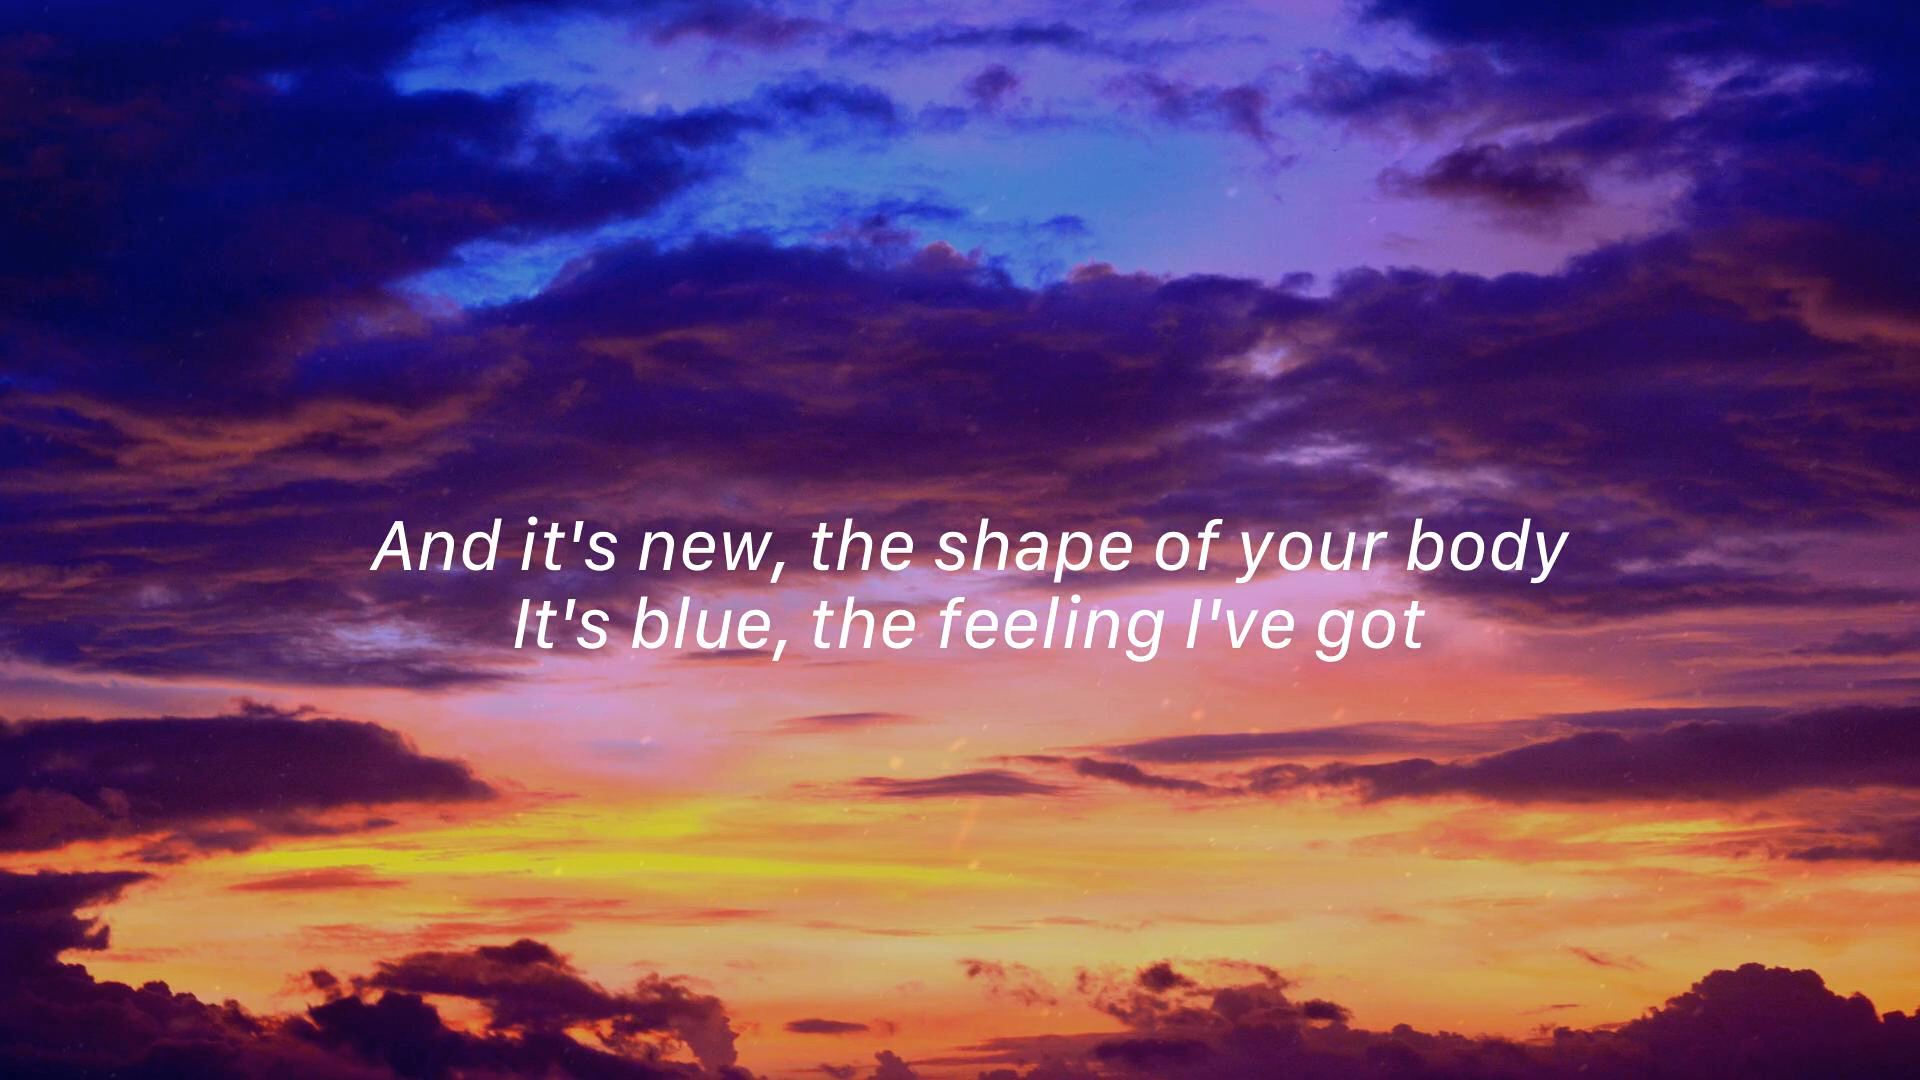 And it's new, the shape of your body
It's blue, the feeling I've got